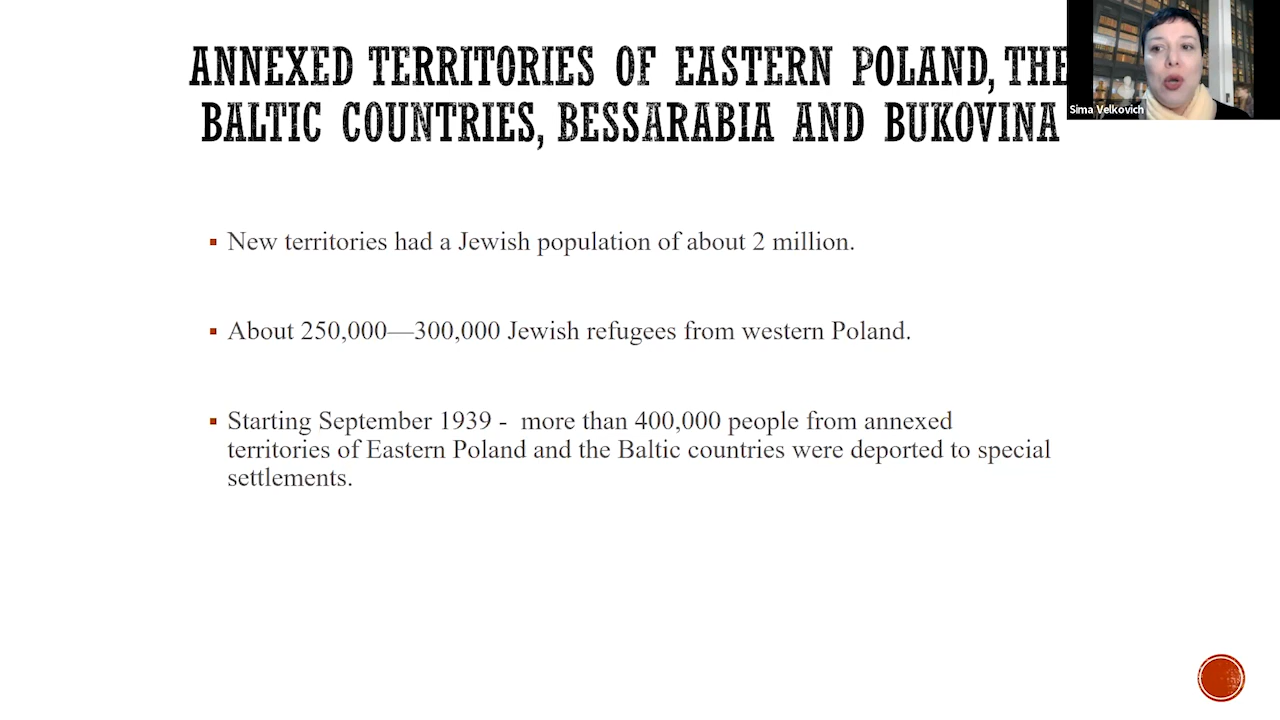 ANNEXED TERRITORIES OF EASTERN POLAND, THE
BALTIC COUNTRIES, BESSARABIA AND BUKOVINA
Sima Velkovich
New territories had a Jewish population of about 2 million.
About 250,000—300,000 Jewish refugees from western Poland.
Starting September 1939 -  more than 400,000 people from annexed
territories of Eastern Poland and the Baltic countries were deported to special
settlements.